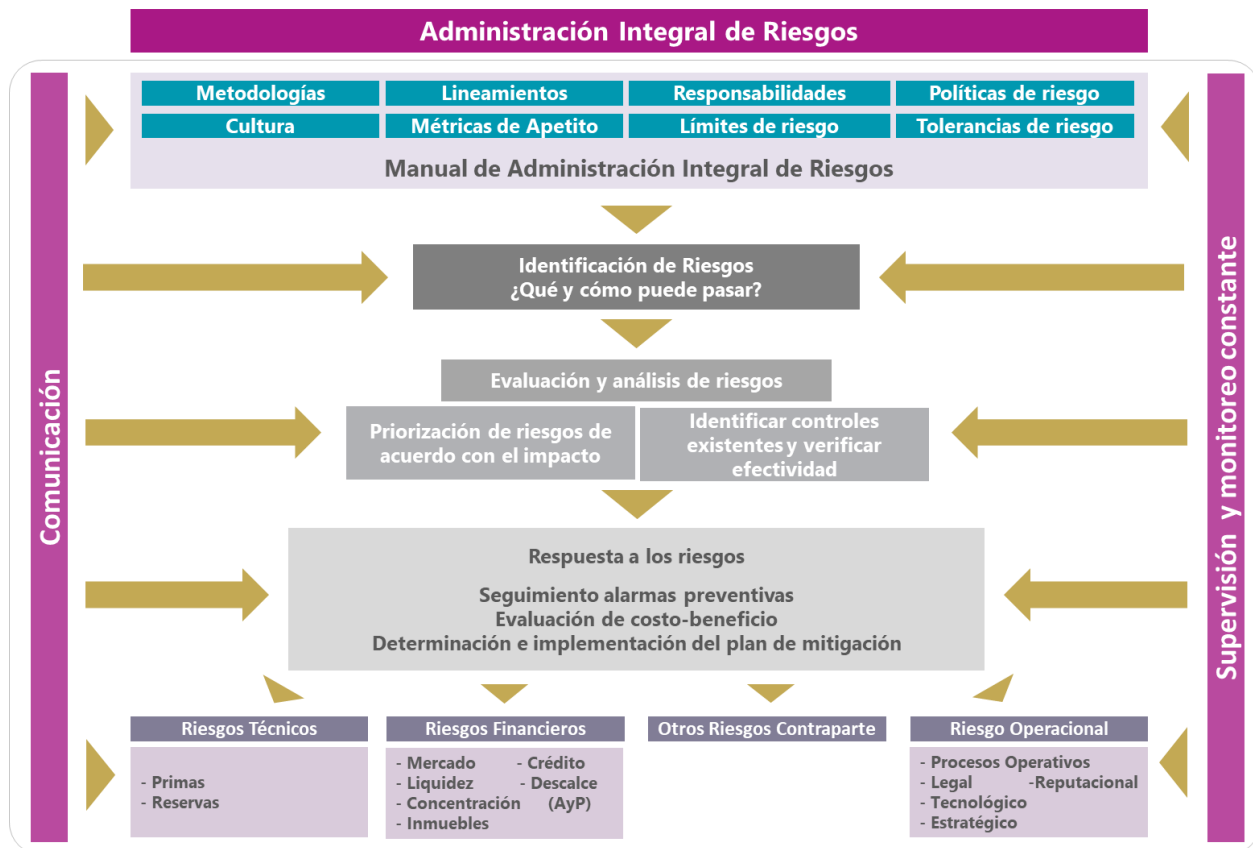 Administración Integral de Riesgos
Metodologías
Lineamientos
Responsabilidades
Políticas de riesgo
Cultura
Métricas de Apetito
Límites de riesgo
Tolerancias de riesgo
Manual de Administración Integral de Riesgos
Comunicación
Supervisión y monitoreo constante
Identificación de Riesgos
¿Qué y cómo puede pasar?
Evaluación y análisis de riesgos
Priorización de riesgos de
acuerdo con el impacto
Identificar controles
existentes y verificar
efectividad
Respuesta a los riesgos
Seguimiento alarmas preventivas
Evaluación de costo-beneficio
Determinación e implementación del plan de mitigación
Riesgos Técnicos
- Primas
- Reservas
Riesgos Financieros
- Mercado - Crédito
- Liquidez - Descalce
- Concentración (AyP)
- Inmuebles
Otros Riesgos Contraparte
Riesgo Operacional
- Procesos Operativos
- Legal -Reputacional
- Tecnológico
- Estratégico